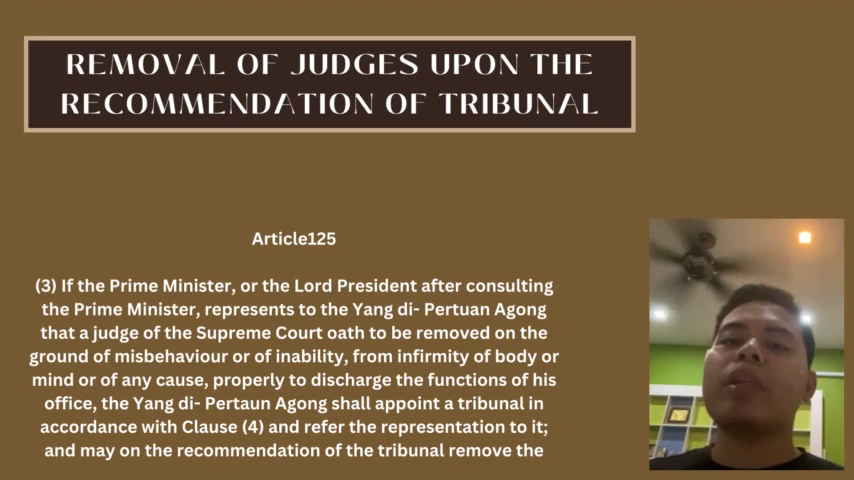 REMOVAL OF JUDGES UPON THE
RECOMMENDATION OF TRIBUNAL
Article125
(3) If the Prime Minister, or the Lord President after consulting
the Prime Minister, represents to the Yang di- Pertuan Agong
that a judge of the Supreme Court oath to be removed on the
ground of misbehaviour or of inability, from infirmity of body or
mind or of any cause, properly to discharge the functions of his
office, the Yang di- Pertaun Agong shall appoint a tribunal in
accordance with Clause (4) and refer the representation to it;
and may on the recommendation of the tribunal remove the